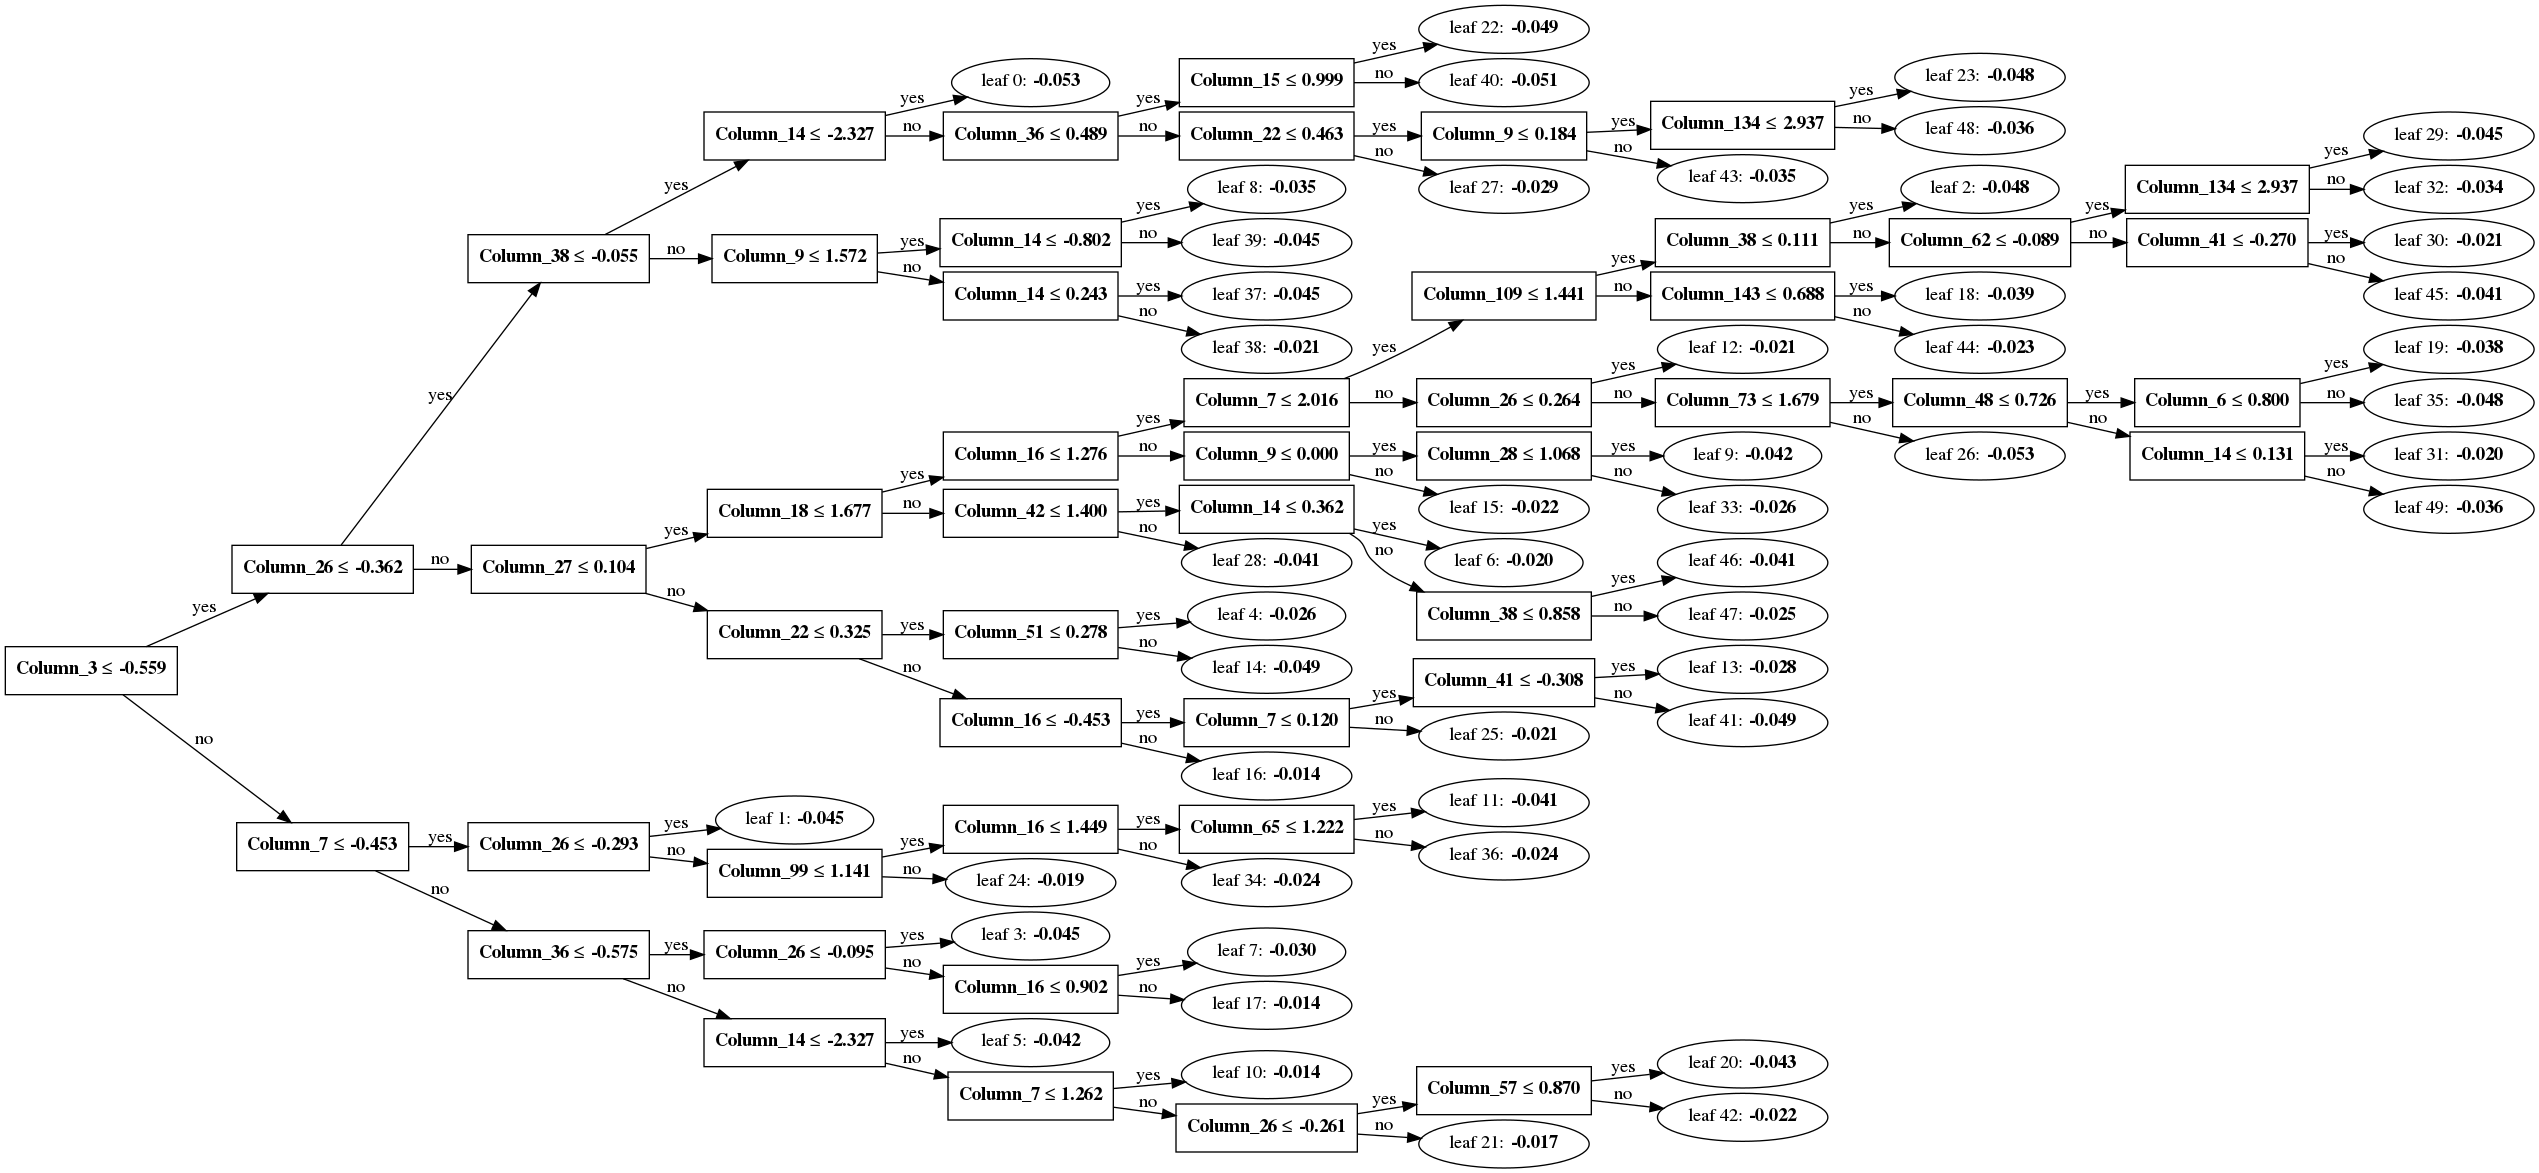 Column_3 ≤ -0.559
yes
no
Column_26 ≤ -0.362
yes
no
Column_7 ≤ -0.453
yes
no
Column_38 ≤ -0.055
yes
no
Column_27 ≤ 0.104
yes
no
Column_26 ≤ -0.293
yes
no
Column_36 ≤ -0.575
yes
no
Column_14 ≤ -2.327
yes
no
Column_9 ≤ 1.572
yes
no
Column_18 ≤ 1.677
yes
no
Column_22 ≤ 0.325
yes
no
leaf 1: -0.045
Column_99 ≤ 1.141
yes
no
Column_26 ≤ -0.095
yes
no
Column_14 ≤ -2.327
yes
no
leaf 0: -0.053
Column_36 ≤ 0.489
yes
no
Column_14 ≤ -0.802
yes
no
Column_14 ≤ 0.243
yes
no
Column_16 ≤ 1.276
yes
no
Column_42 ≤ 1.400
yes
no
Column_51 ≤ 0.278
yes
no
Column_16 ≤ -0.453
yes
no
Column_16 ≤ 1.449
yes
no
leaf 24: -0.019
leaf 3: -0.045
Column_16 ≤ 0.902
yes
no
leaf 5: -0.042
Column_7 ≤ 1.262
yes
no
Column_15 ≤ 0.999
yes
no
Column_22 ≤ 0.463
yes
no
leaf 8: -0.035
leaf 39: -0.045
leaf 37: -0.045
leaf 38: -0.021
Column_7 ≤ 2.016
yes
no
Column_9 ≤ 0.000
yes
no
Column_14 ≤ 0.362
yes
no
leaf 28: -0.041
leaf 4: -0.026
leaf 14: -0.049
Column_7 ≤ 0.120
yes
no
leaf 16: -0.014
Column_65 ≤ 1.222
yes
no
leaf 34: -0.024
leaf 7: -0.030
leaf 17: -0.014
leaf 10: -0.014
Column_26 ≤ -0.261
yes
no
leaf 22: -0.049
leaf 40: -0.051
Column_9 ≤ 0.184
yes
no
leaf 27: -0.029
Column_109 ≤ 1.441
yes
no
Column_26 ≤ 0.264
yes
no
Column_28 ≤ 1.068
yes
no
leaf 15: -0.022
leaf 6: -0.020
Column_38 ≤ 0.858
yes
no
Column_41 ≤ -0.308
yes
no
leaf 25: -0.021
leaf 11: -0.041
leaf 36: -0.024
Column_57 ≤ 0.870
yes
no
leaf 21: -0.017
Column_134 ≤ 2.937
yes
no
leaf 43: -0.035
Column_38 ≤ 0.111
yes
no
Column_143 ≤ 0.688
yes
no
leaf 12: -0.021
Column_73 ≤ 1.679
yes
no
leaf 9: -0.042
leaf 33: -0.026
leaf 46: -0.041
leaf 47: -0.025
leaf 13: -0.028
leaf 41: -0.049
leaf 20: -0.043
leaf 42: -0.022
leaf 23: -0.048
leaf 48: -0.036
leaf 2: -0.048
Column_62 ≤ -0.089
yes
no
leaf 18: -0.039
leaf 44: -0.023
Column_48 ≤ 0.726
yes
no
leaf 26: -0.053
Column_134 ≤ 2.937
yes
no
Column_41 ≤ -0.270
yes
no
Column_6 ≤ 0.800
yes
no
Column_14 ≤ 0.131
yes
no
leaf 29: -0.045
leaf 32: -0.034
leaf 30: -0.021
leaf 45: -0.041
leaf 19: -0.038
leaf 35: -0.048
leaf 31: -0.020
leaf 49: -0.036